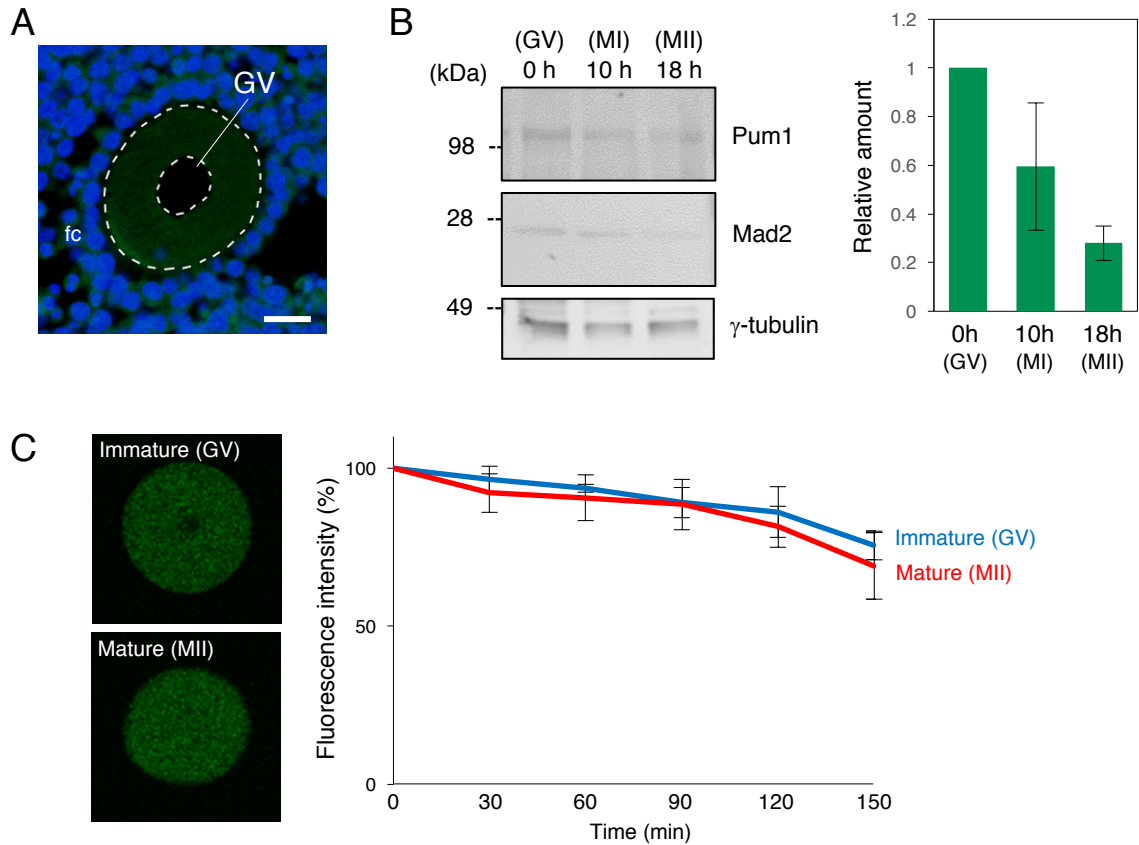 A
GV
fc
B
(GV) (MI) (MII)
(kDa) 0 h 10 h 18 h
98
Pum1
28
Mad2
49
γ-tubulin
Relative amount
1.2
1
0.8
0.6
0.4
0.2
0
0h 10h 18h
(GV) (MI) (MII)
C
Immature (GV)
Mature (MII)
Fluorescence intensity (%)
100
50
0
0 30 60 90 120 150
Time (min)
Immature (GV)
Mature (MII)